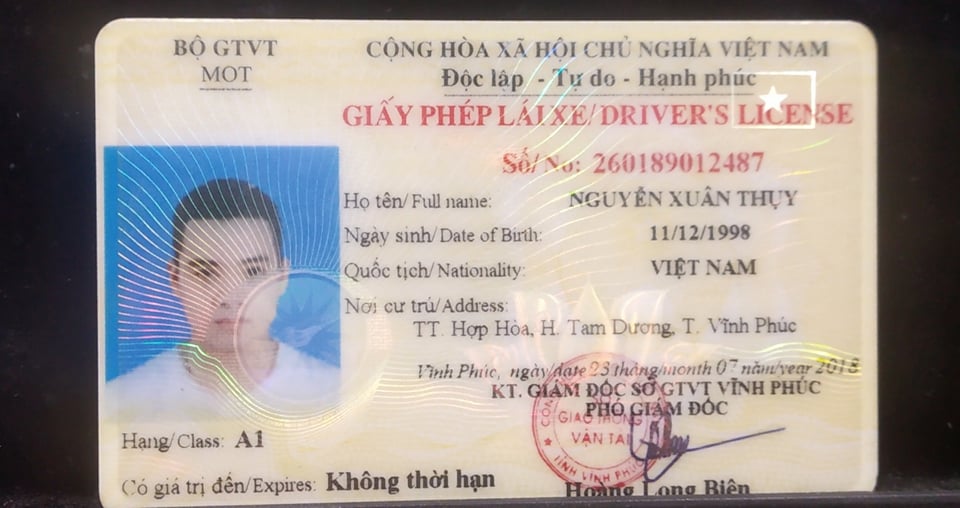 BỘ GTVT
MOT
CỘNG HÒA XÃ HỘI CHỦ NGHĨA VIỆT NAM
Độc lập - Tự do - Hạnh phúc
GIẤY PHÉP LÁI XE/ DRIVER'S LICENSE
Số/ No: 260189012487
Họ tên/ Full name: NGUYỄN XUÂN THỤY
Ngày sinh/ Date of Birth: 11/12/1998
Quốc tịch/ Nationality: VIỆT NAM
Nơi cư trú/Address:
TT. Hợp Hòa, H. Tam Dương, T. Vĩnh Phúc
Vĩnh Phúc, ngày/date 23 tháng/month 07 năm/year 2018
KT. GIÁM ĐỐC SỞ GTVT VĨNH PHÚC
PHÓ GIÁM ĐỐC
GIAO THÔNG
VẬN TẢI
TỈNH VĨNH PHÚC
Hạng/Class: A1
Có giá trị đến/Expires: Không thời hạn
Hoàng Long Biên